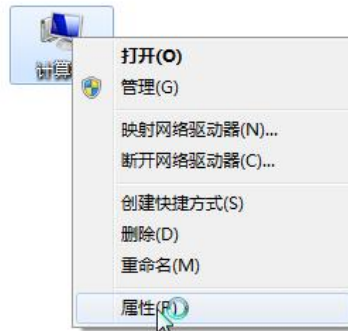 计算
打开(O)
管理(G)
映射网络驱动器(N)...
断开网络驱动器(C)...
创建快捷方式(S)
删除(D)
重命名(M)
属性(R)